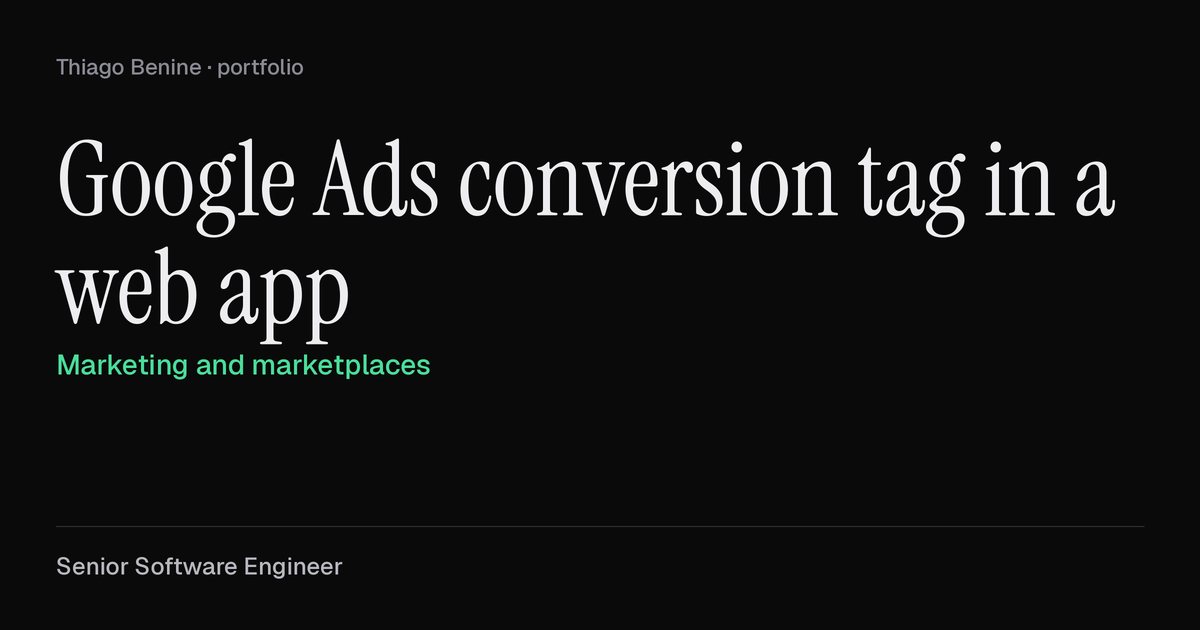 Thiago Benine · portfolio
Google Ads conversion tag in a
web app
Marketing and marketplaces
Senior Software Engineer